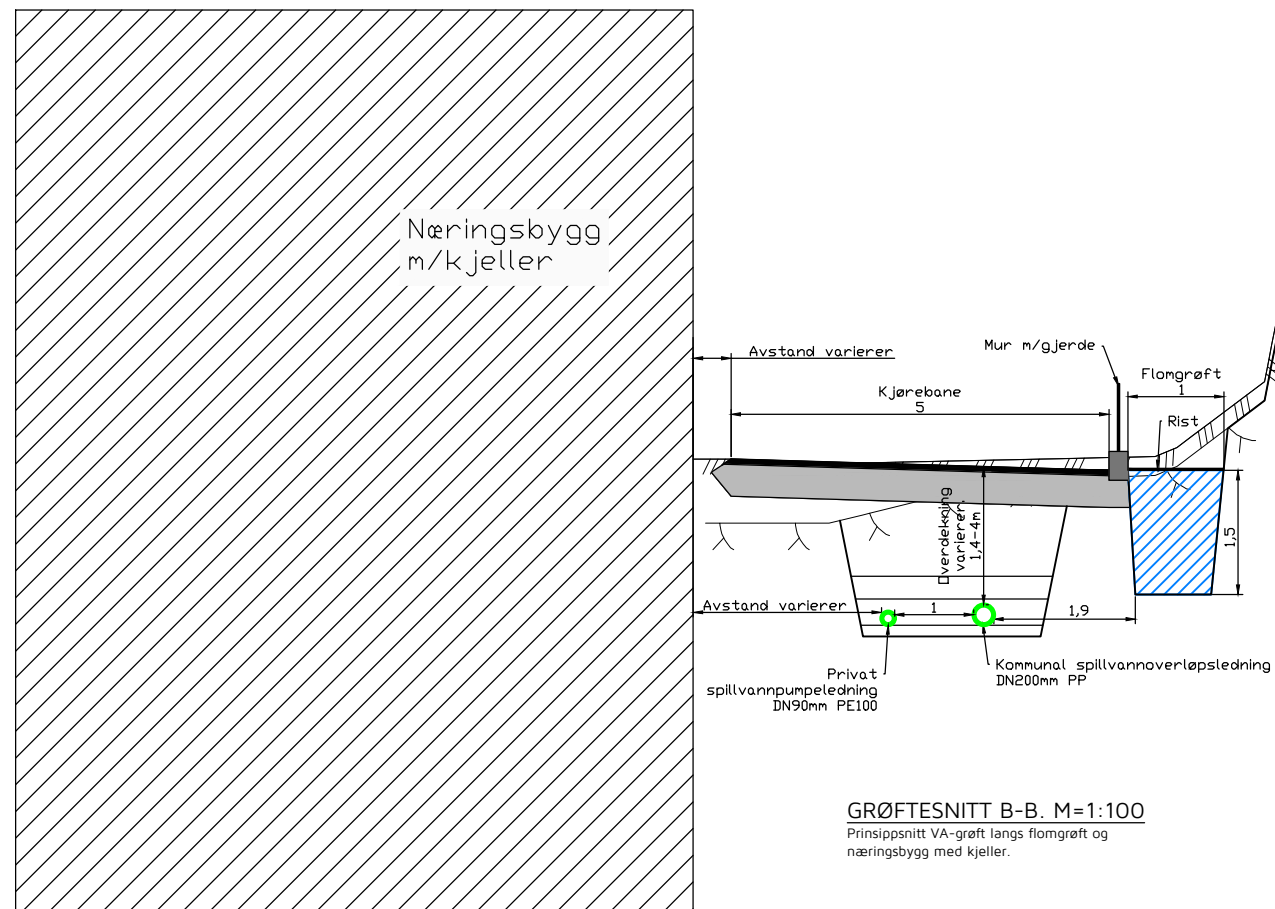 Næringsbygg
m/kjeller
Avstand varierer
Mur m/gjerde
Flomgrøft
1
Kjørebane
5
Rist
Overdekning
varierer.
1,4-4m
1,5
Avstand varierer
1
1,9
Privat
spillvannpumpeledning
DN90mm PE100
Kommunal spillvannoverløpsledning
DN200mm PP
GRØFTESNITT B-B. M=1:100
Prinsippsnitt VA-grøft langs flomgrøft og
næringsbygg med kjeller.